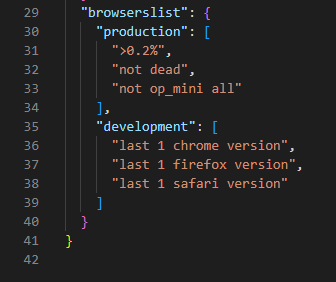 29 "browserslist": {
30 "production": [
31 ">0.2%",
32 "not dead",
33 "not op_mini all"
34 ],
35 "development": [
36 "last 1 chrome version",
37 "last 1 firefox version",
38 "last 1 safari version"
39 ]
40 }
41 }
42